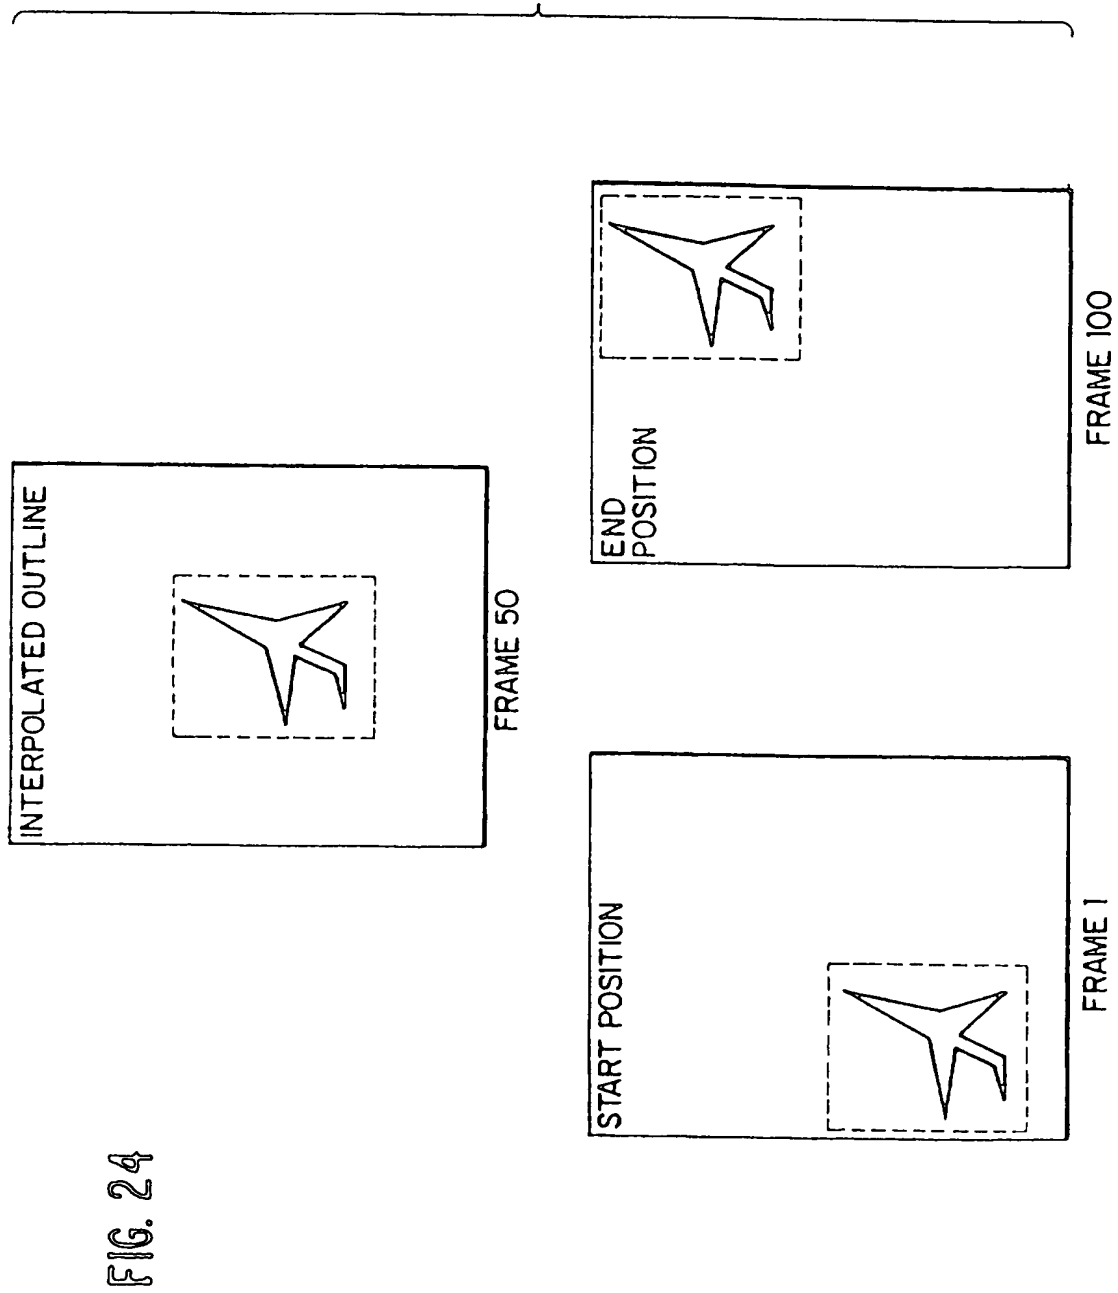 FIG. 24
INTERPOLATED OUTLINE
FRAME 50
START POSITION
FRAME 1
END
POSITION
FRAME 100